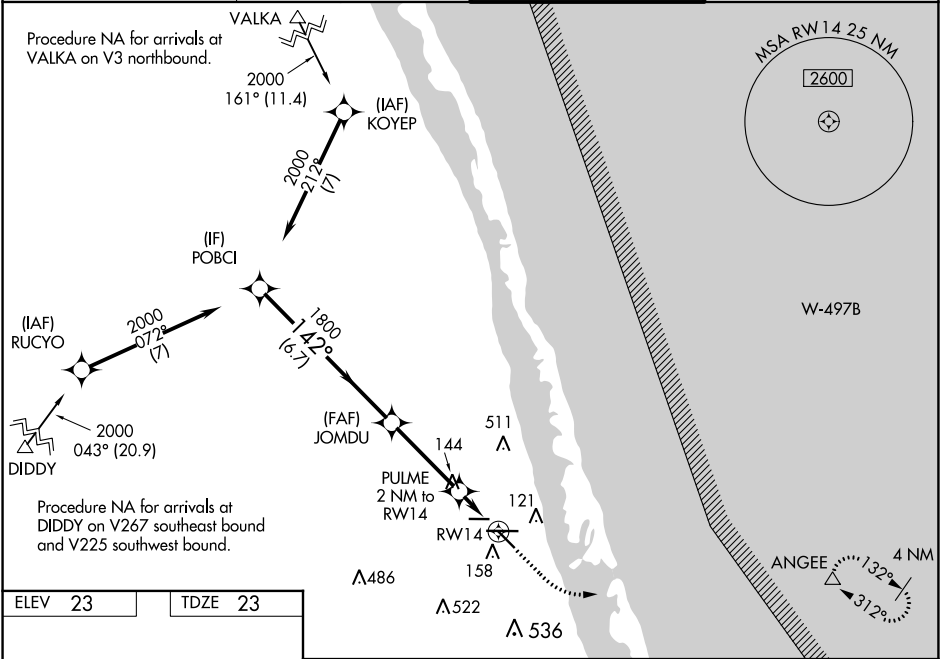 Procedure NA for arrivals at
VALKA on V3 northbound.
VALKA
2000
161° (11.4)
(IAF)
KOYEP
MSA RW14 25 NM
2600
2000
212°
(7)
(IF)
POBCI
(IAF)
RUCYO
2000
072°
(7)
1800
142°
(6.7)
W-497B
2000
043° (20.9)
DIDDY
(FAF)
JOMDU
511
144
PULME
2 NM to
RW14
121
RW14
158
Procedure NA for arrivals at
DIDDY on V267 southeast bound
and V225 southwest bound.
486
522
536
ANGEE
132°
4 NM
312°
ELEV 23
TDZE 23